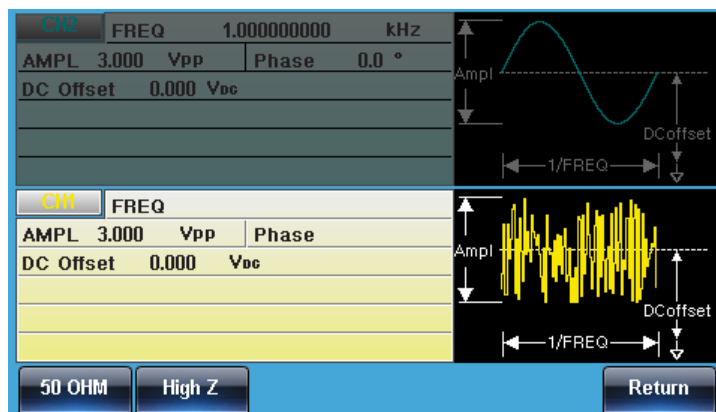 CH2 FREQ 1.000000000 kHz
AMPL 3.000 Vpp Phase 0.0 °
DC Offset 0.000 VDC
Ampl
DCoffset
1/FREQ
CH1 FREQ
AMPL 3.000 Vpp Phase
DC Offset 0.000 VDC
Ampl
DCoffset
1/FREQ
50 OHM High Z Return